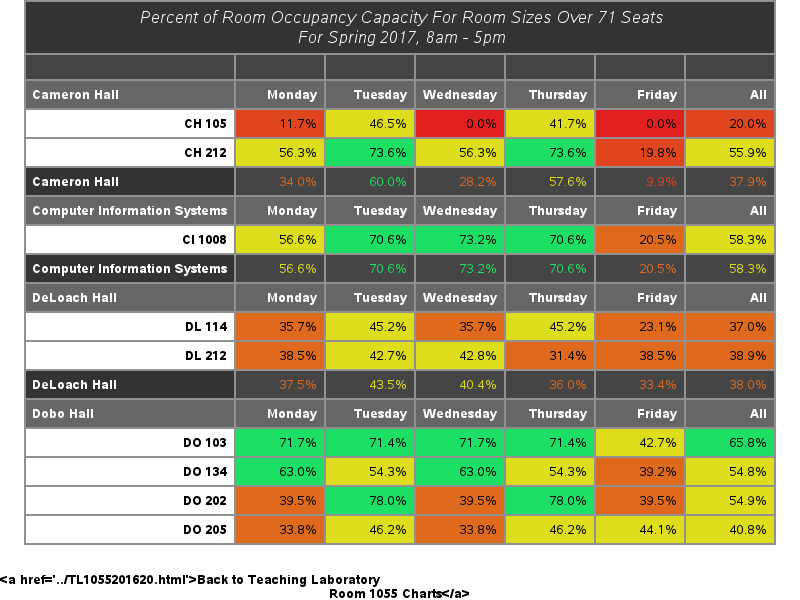 Percent of Room Occupancy Capacity For Room Sizes Over 71 Seats
For Spring 2017, 8am - 5pm
Cameron Hall Monday Tuesday Wednesday Thursday Friday All
CH 105 11.7% 46.5% 0.0% 41.7% 0.0% 20.0%
CH 212 56.3% 73.6% 56.3% 73.6% 19.8% 55.9%
Cameron Hall 34.0% 60.0% 28.2% 57.6% 9.9% 37.9%
Computer Information Systems Monday Tuesday Wednesday Thursday Friday All
CI 1008 56.6% 70.6% 73.2% 70.6% 20.5% 58.3%
Computer Information Systems 56.6% 70.6% 73.2% 70.6% 20.5% 58.3%
DeLoach Hall Monday Tuesday Wednesday Thursday Friday All
DL 114 35.7% 45.2% 35.7% 45.2% 23.1% 37.0%
DL 212 38.5% 42.7% 42.8% 31.4% 38.5% 38.9%
DeLoach Hall 37.5% 43.5% 40.4% 36.0% 33.4% 38.0%
Dobo Hall Monday Tuesday Wednesday Thursday Friday All
DO 103 71.7% 71.4% 71.7% 71.4% 42.7% 65.8%
DO 134 63.0% 54.3% 63.0% 54.3% 39.2% 54.8%
DO 202 39.5% 78.0% 39.5% 78.0% 39.5% 54.9%
DO 205 33.8% 46.2% 33.8% 46.2% 44.1% 40.8%
<a href='../TL1055201620.html'>Back to Teaching Laboratory
Room 1055 Charts</a>